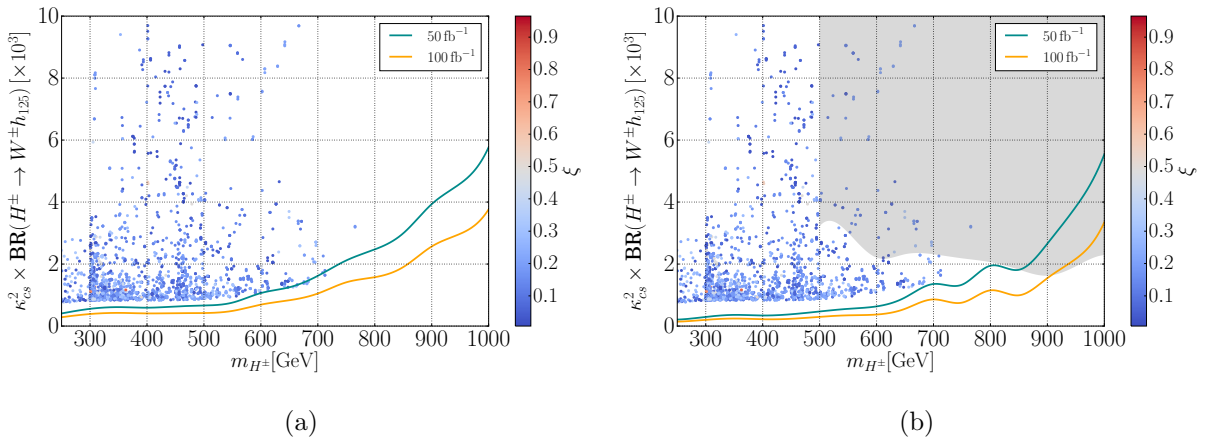 κ²_cs × BR(H± → W±h₁₂₅) [×10³]
10
8
6
4
2
0
50 fb⁻¹
100 fb⁻¹
300 400 500 600 700 800 900 1000
m_H±[GeV]
0.9
0.8
0.7
0.6
0.5
0.4
0.3
0.2
0.1
ξ
(a)
κ²_cs × BR(H± → W±h₁₂₅) [×10³]
10
8
6
4
2
0
50 fb⁻¹
100 fb⁻¹
300 400 500 600 700 800 900 1000
m_H±[GeV]
0.9
0.8
0.7
0.6
0.5
0.4
0.3
0.2
0.1
ξ
(b)